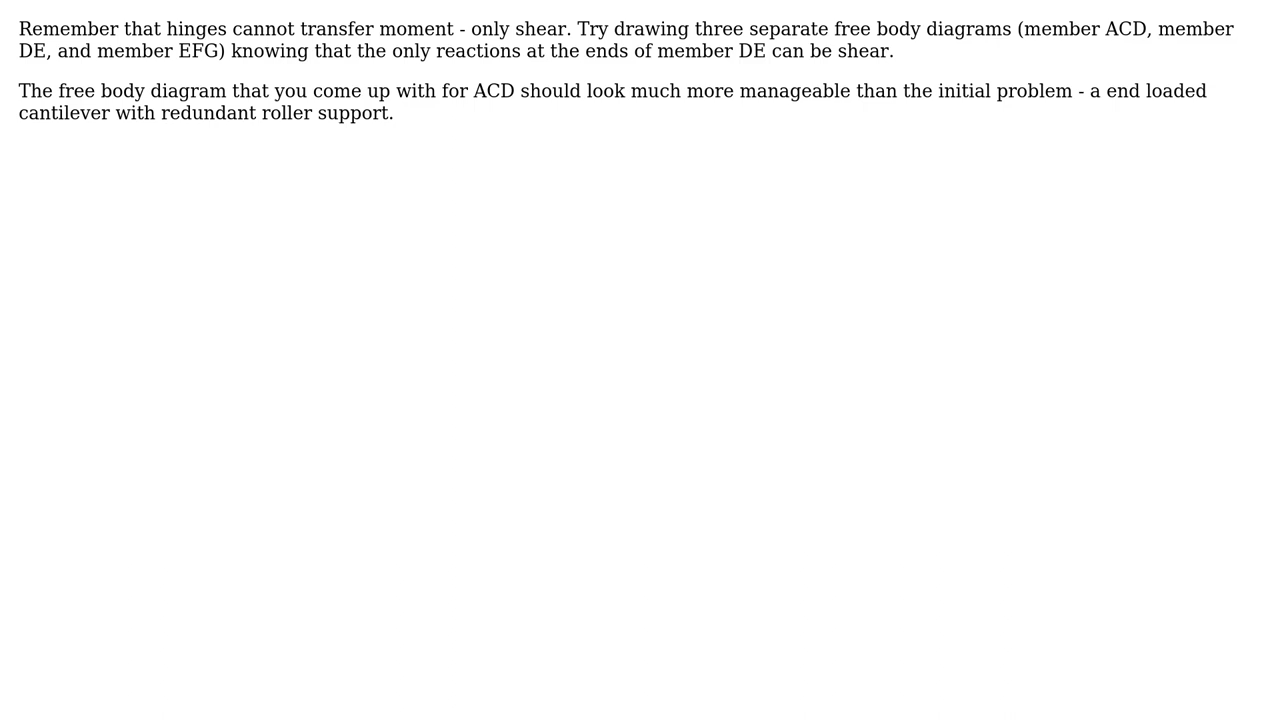 Remember that hinges cannot transfer moment - only shear. Try drawing three separate free body diagrams (member ACD, member
DE, and member EFG) knowing that the only reactions at the ends of member DE can be shear.
The free body diagram that you come up with for ACD should look much more manageable than the initial problem - a end loaded
cantilever with redundant roller support.